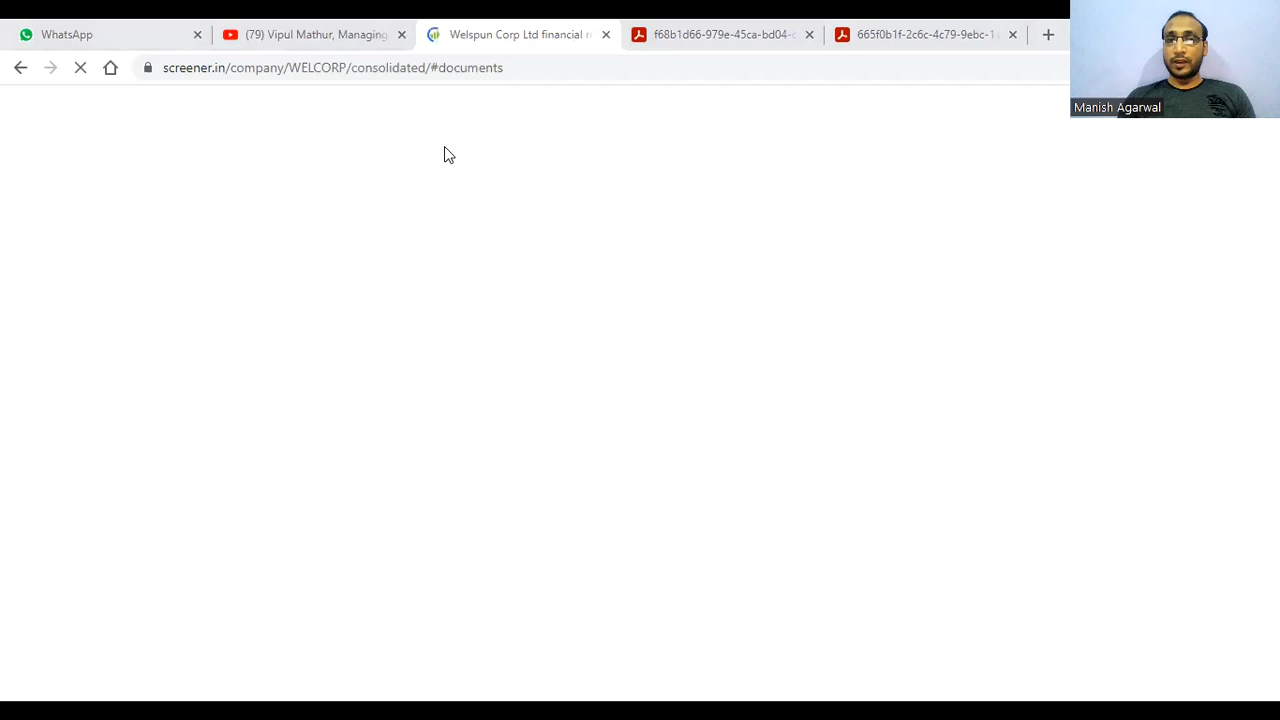 WhatsApp
(79) Vipul Mathur, Managing
Welspun Corp Ltd financial r
f68b1d66-979e-45ca-bd04-
665f0b1f-2c6c-4c79-9ebc-1
screener.in/company/WELCORP/consolidated/#documents
Manish Agarwal